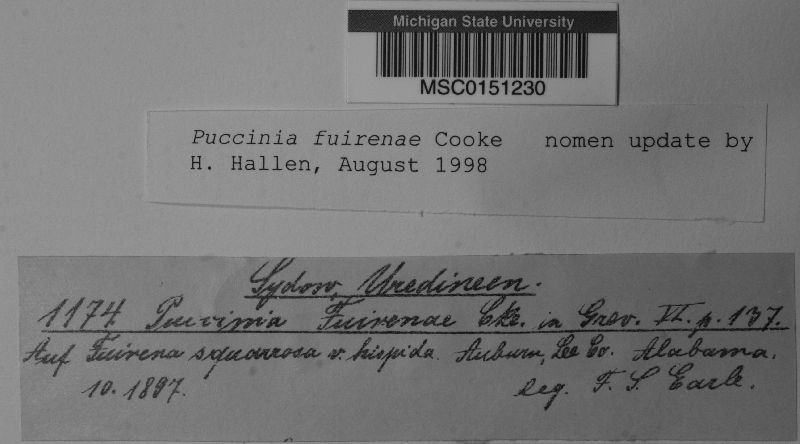 Michigan State University
MSC0151230
Puccinia fuirenae Cooke nomen update by
H. Hallen, August 1998
Sydow, Uredineen.
1174 Puccinia Fuirenae Cke. in Grev. VI. p. 137.
Auf Fuirena squarrosa v. hispida. Auburn, Lee Co. Alabama.
10. 1897. leg. F. S. Earle.